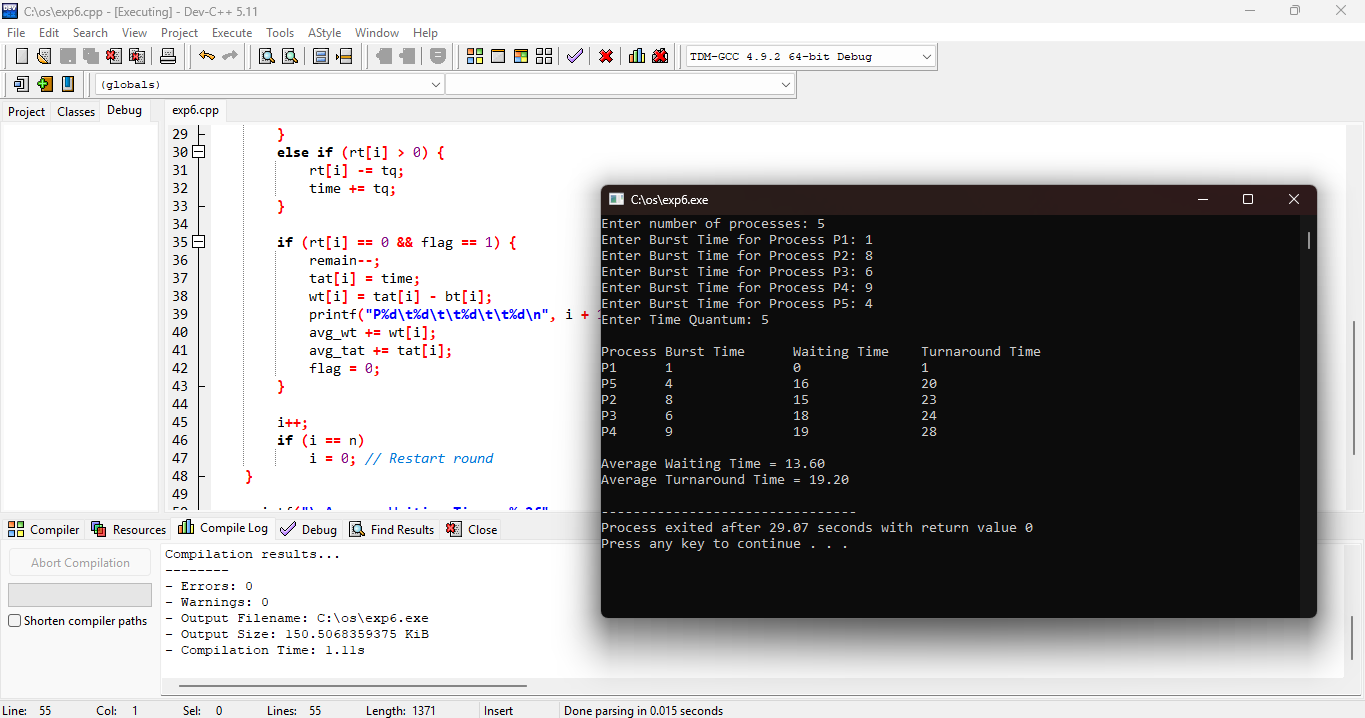 C:\os\exp6.cpp - [Executing] - Dev-C++ 5.11
File Edit Search View Project Execute Tools AStyle Window Help
TDM-GCC 4.9.2 64-bit Debug
(globals)
Project Classes Debug
exp6.cpp
29 }
30 else if (rt[i] > 0) {
31 rt[i] -= tq;
32 time += tq;
33 }
34
35 if (rt[i] == 0 && flag == 1) {
36 remain--;
37 tat[i] = time;
38 wt[i] = tat[i] - bt[i];
39 printf("P%d\t%d\t\t%d\t\t%d\n", i +
40 avg_wt += wt[i];
41 avg_tat += tat[i];
42 flag = 0;
43 }
44
45 i++;
46 if (i == n)
47 i = 0; // Restart round
48 }
49
C:\os\exp6.exe
Enter number of processes: 5
Enter Burst Time for Process P1: 1
Enter Burst Time for Process P2: 8
Enter Burst Time for Process P3: 6
Enter Burst Time for Process P4: 9
Enter Burst Time for Process P5: 4
Enter Time Quantum: 5
Process Burst Time Waiting Time Turnaround Time
P1 1 0 1
P5 4 16 20
P2 8 15 23
P3 6 18 24
P4 9 19 28
Average Waiting Time = 13.60
Average Turnaround Time = 19.20
--------------------------------
Process exited after 29.07 seconds with return value 0
Press any key to continue . . .
Compiler Resources Compile Log Debug Find Results Close
Abort Compilation
Shorten compiler paths
Compilation results...
--------
- Errors: 0
- Warnings: 0
- Output Filename: C:\os\exp6.exe
- Output Size: 150.5068359375 KiB
- Compilation Time: 1.11s
Line: 55 Col: 1 Sel: 0 Lines: 55 Length: 1371 Insert Done parsing in 0.015 seconds